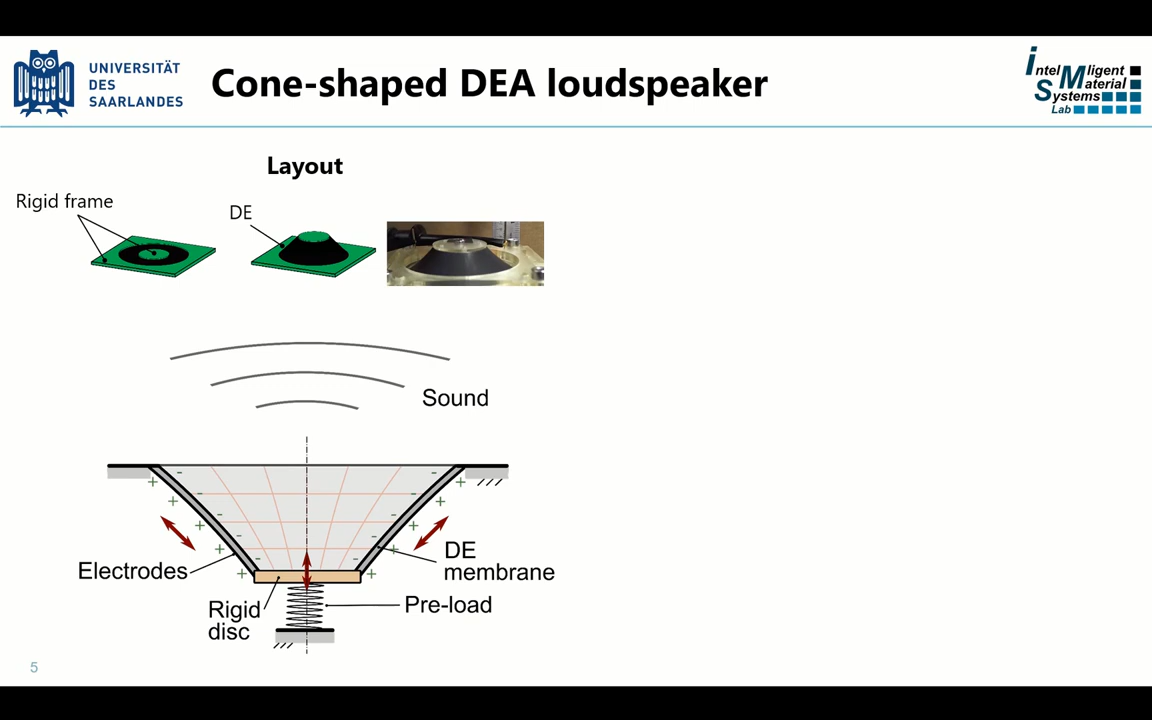 UNIVERSITÄT
DES
SAARLANDES
Cone-shaped DEA loudspeaker
Intelligent
Material
Systems
Lab
Layout
Rigid frame
DE
Sound
Electrodes
DE
membrane
Rigid
disc
Pre-load
5